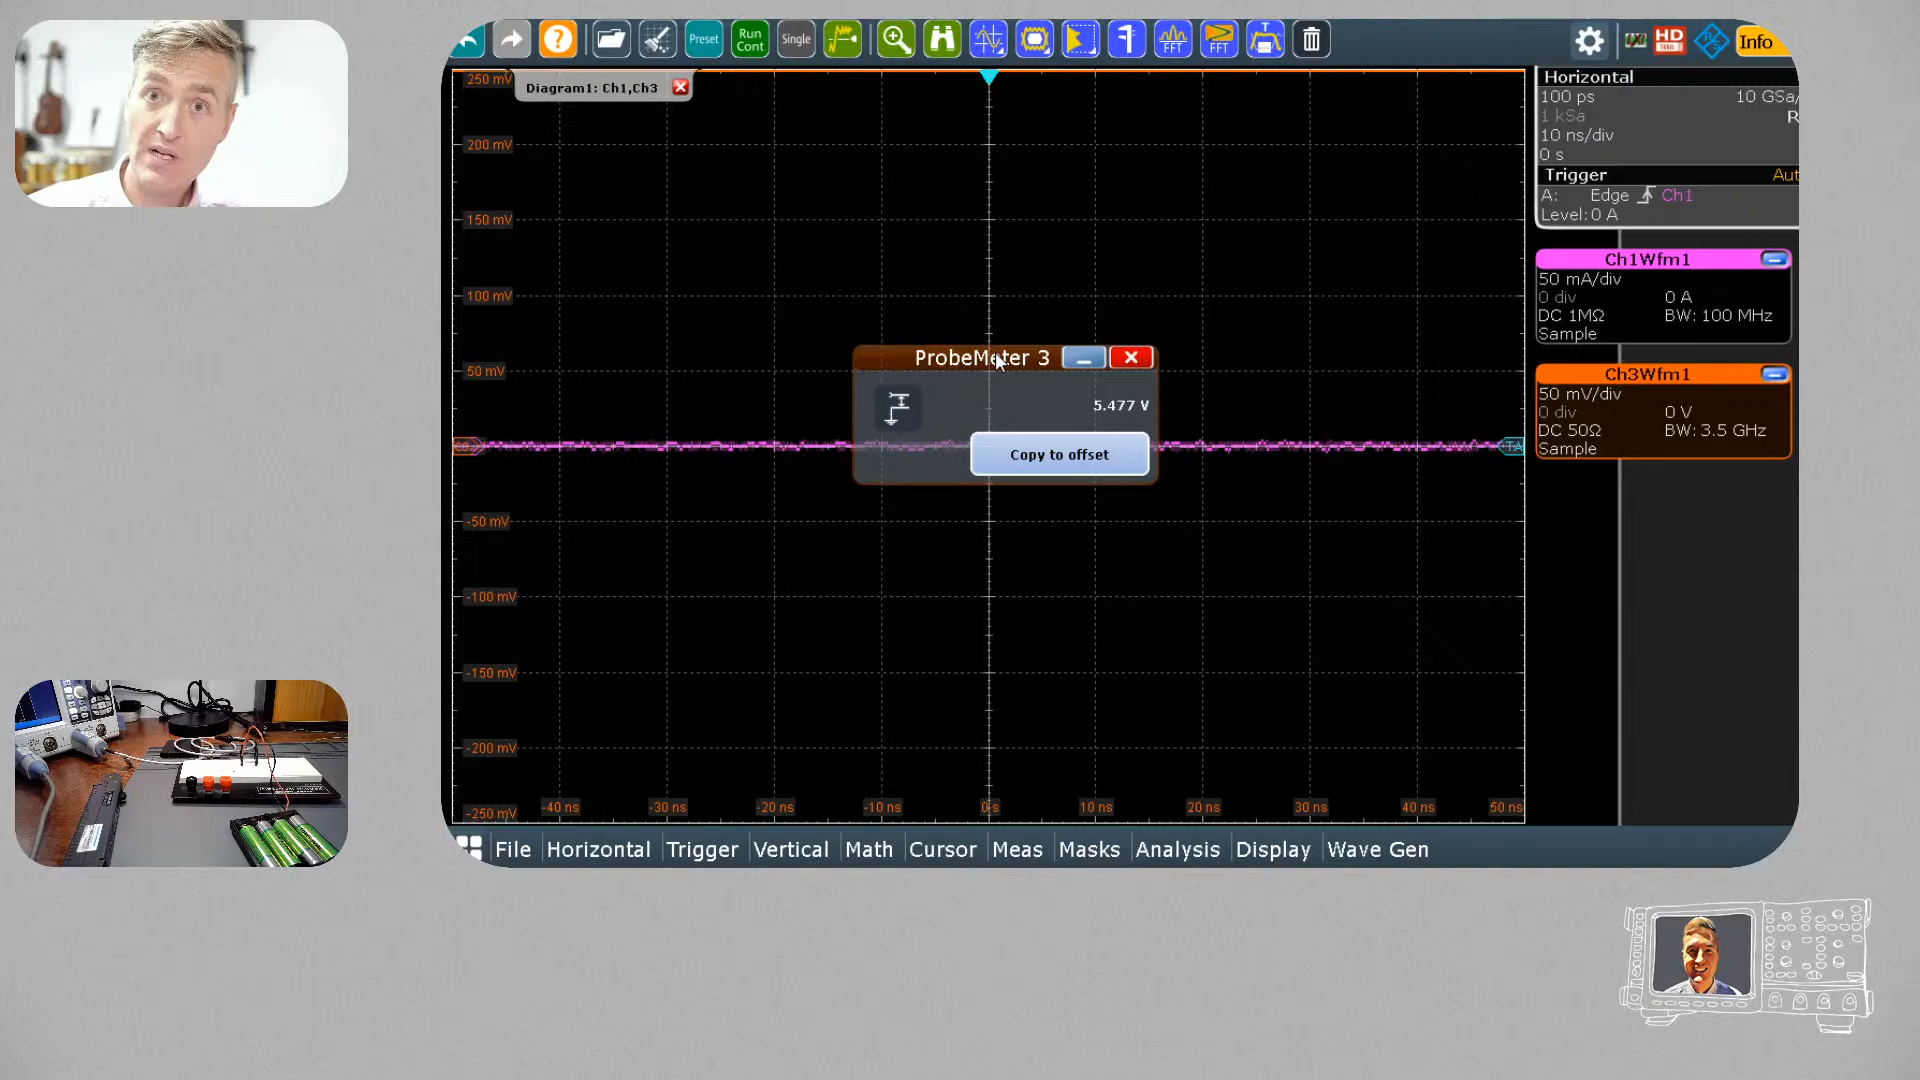 Preset
Run
Cont
Single
FFT
FFT
T
HD
16bit
R&S
Info
Diagram1: Ch1,Ch3
250 mV
200 mV
150 mV
100 mV
50 mV
-50 mV
-100 mV
-150 mV
-200 mV
-250 mV
ProbeMeter 3
5.477 V
Copy to offset
TA
-40 ns
-30 ns
-20 ns
-10 ns
0 s
10 ns
20 ns
30 ns
40 ns
50 ns
Horizontal
100 ps 10 GSa/
1 kSa R
10 ns/div
0 s
Trigger Aut
A: Edge Ch1
Level: 0 A
Ch1Wfm1
50 mA/div
0 div 0 A
DC 1MΩ BW: 100 MHz
Sample
Ch3Wfm1
50 mV/div
0 div 0 V
DC 50Ω BW: 3.5 GHz
Sample
File Horizontal Trigger Vertical Math Cursor Meas Masks Analysis Display Wave Gen